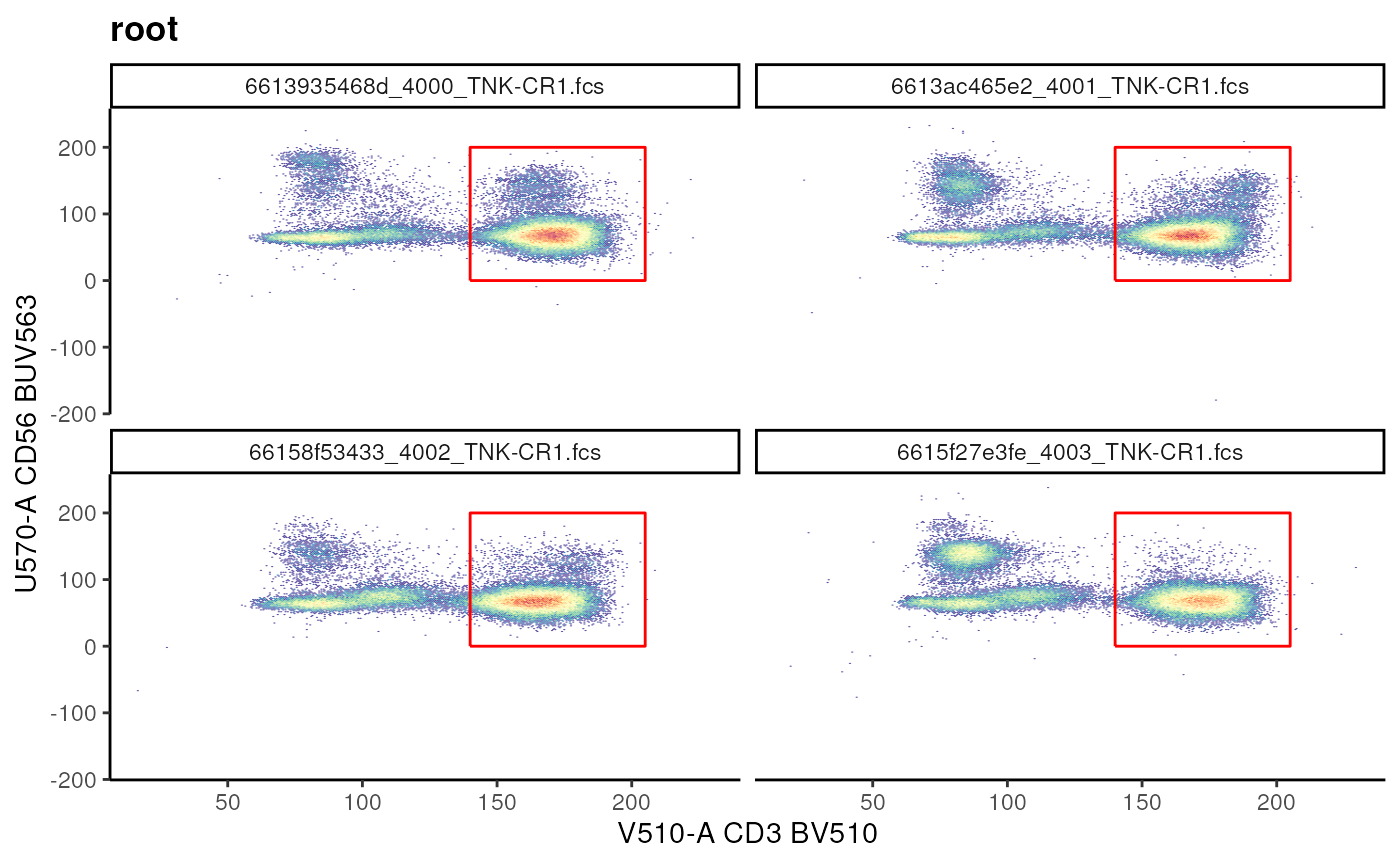 root
6613935468d_4000_TNK-CR1.fcs
6613ac465e2_4001_TNK-CR1.fcs
200
100
0
-100
-200
66158f53433_4002_TNK-CR1.fcs
6615f27e3fe_4003_TNK-CR1.fcs
200
100
0
-100
-200
U570-A CD56 BUV563
50 100 150 200
50 100 150 200
V510-A CD3 BV510